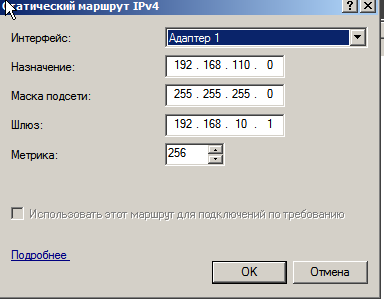 Статический маршрут IPv4
Интерфейс: Адаптер 1
Назначение: 192 . 168 . 110 . 0
Маска подсети: 255 . 255 . 255 . 0
Шлюз: 192 . 168 . 10 . 1
Метрика: 256
Использовать этот маршрут для подключений по требованию
Подробнее
OK Отмена